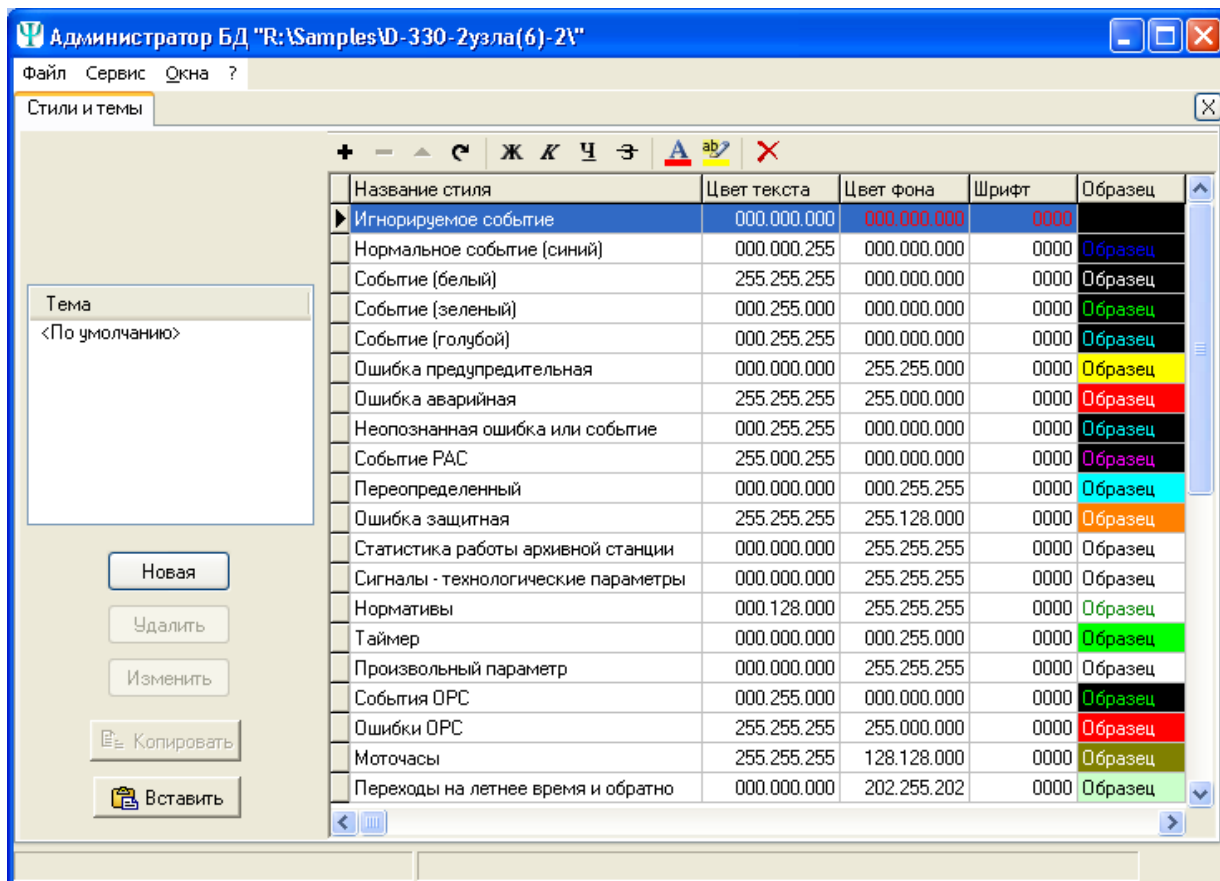 Администратор БД "R:\Samples\D-330-2узла(6)-2\"
Файл Сервис Окна ?
Стили и темы
Ж К Ч З А ab
Название стиля Цвет текста Цвет фона Шрифт Образец
Игнорируемое событие 000.000.000 000.000.000 0000
Нормальное событие (синий) 000.000.255 000.000.000 0000 Образец
Событие (белый) 255.255.255 000.000.000 0000 Образец
Тема
Событие (зеленый) 000.255.000 000.000.000 0000 Образец
<По умолчанию>
Событие (голубой) 000.255.255 000.000.000 0000 Образец
Ошибка предупредительная 000.000.000 255.255.000 0000 Образец
Ошибка аварийная 255.255.255 255.000.000 0000 Образец
Неопознанная ошибка или событие 000.255.255 000.000.000 0000 Образец
Событие РАС 255.000.255 000.000.000 0000 Образец
Переопределенный 000.000.000 000.255.255 0000 Образец
Ошибка защитная 255.255.255 255.128.000 0000 Образец
Статистика работы архивной станции 000.000.000 255.255.255 0000 Образец
Новая
Сигналы - технологические параметры 000.000.000 255.255.255 0000 Образец
Нормативы 000.128.000 255.255.255 0000 Образец
Удалить
Таймер 000.000.000 000.255.000 0000 Образец
Произвольный параметр 000.000.000 255.255.255 0000 Образец
Изменить
События OPC 000.255.000 000.000.000 0000 Образец
Ошибки OPC 255.255.255 255.000.000 0000 Образец
Копировать
Моточасы 255.255.255 128.128.000 0000 Образец
Переходы на летнее время и обратно 000.000.000 202.255.202 0000 Образец
Вставить